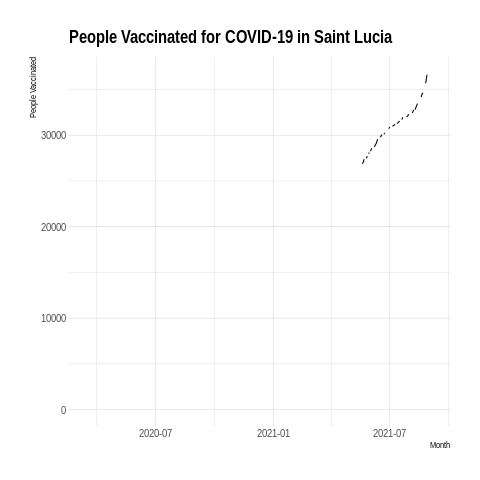 People Vaccinated for COVID-19 in Saint Lucia
People Vaccinated
30000
20000
10000
0
2020-07 2021-01 2021-07
Month